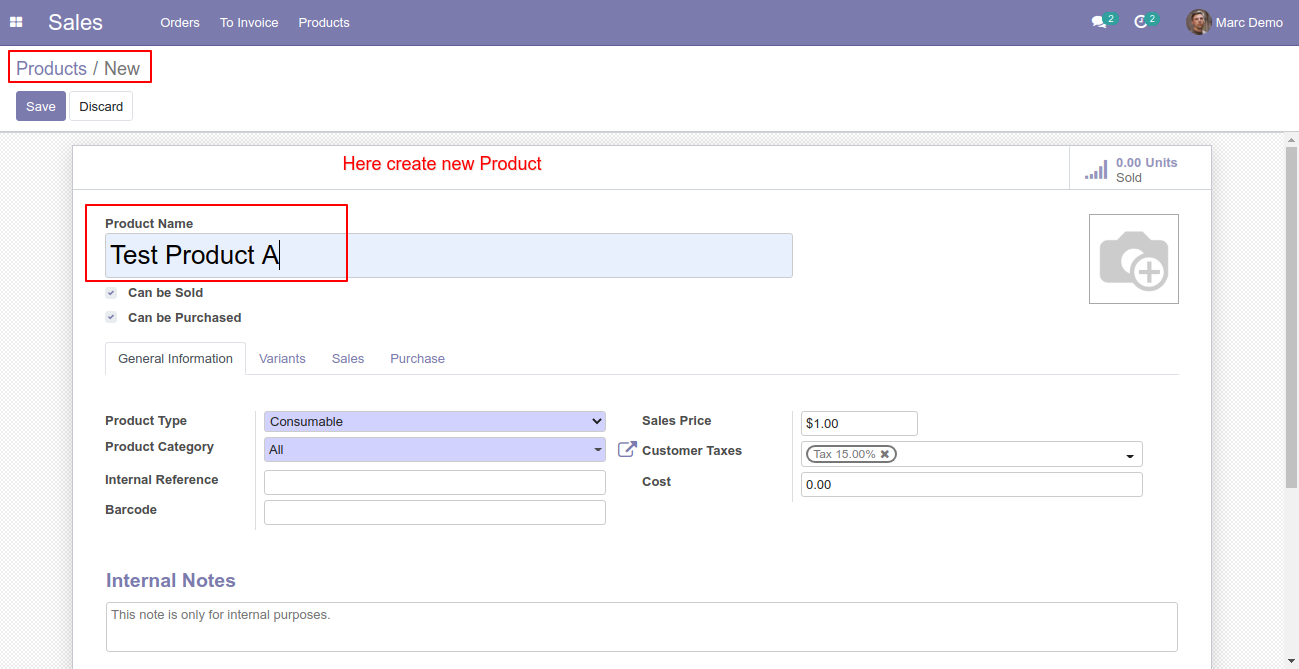 Sales Orders To Invoice Products 2 2 Marc Demo
Products / New
Save Discard
Here create new Product
0.00 Units
Sold
Product Name
Test Product A
Can be Sold
Can be Purchased
General Information Variants Sales Purchase
Product Type Consumable Sales Price $1.00
Product Category All Customer Taxes Tax 15.00%
Internal Reference Cost 0.00
Barcode
Internal Notes
This note is only for internal purposes.